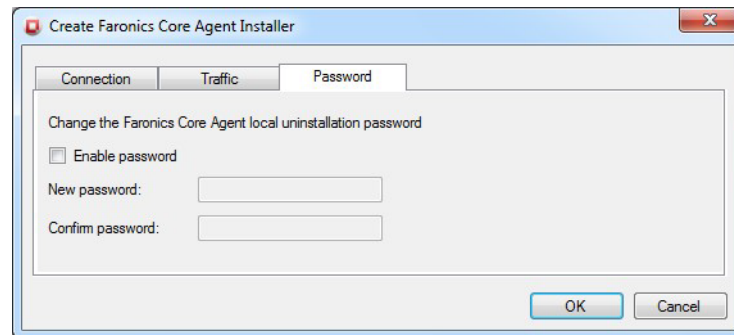 Create Faronics Core Agent Installer
Connection Traffic Password
Change the Faronics Core Agent local uninstallation password
Enable password
New password:
Confirm password:
OK Cancel